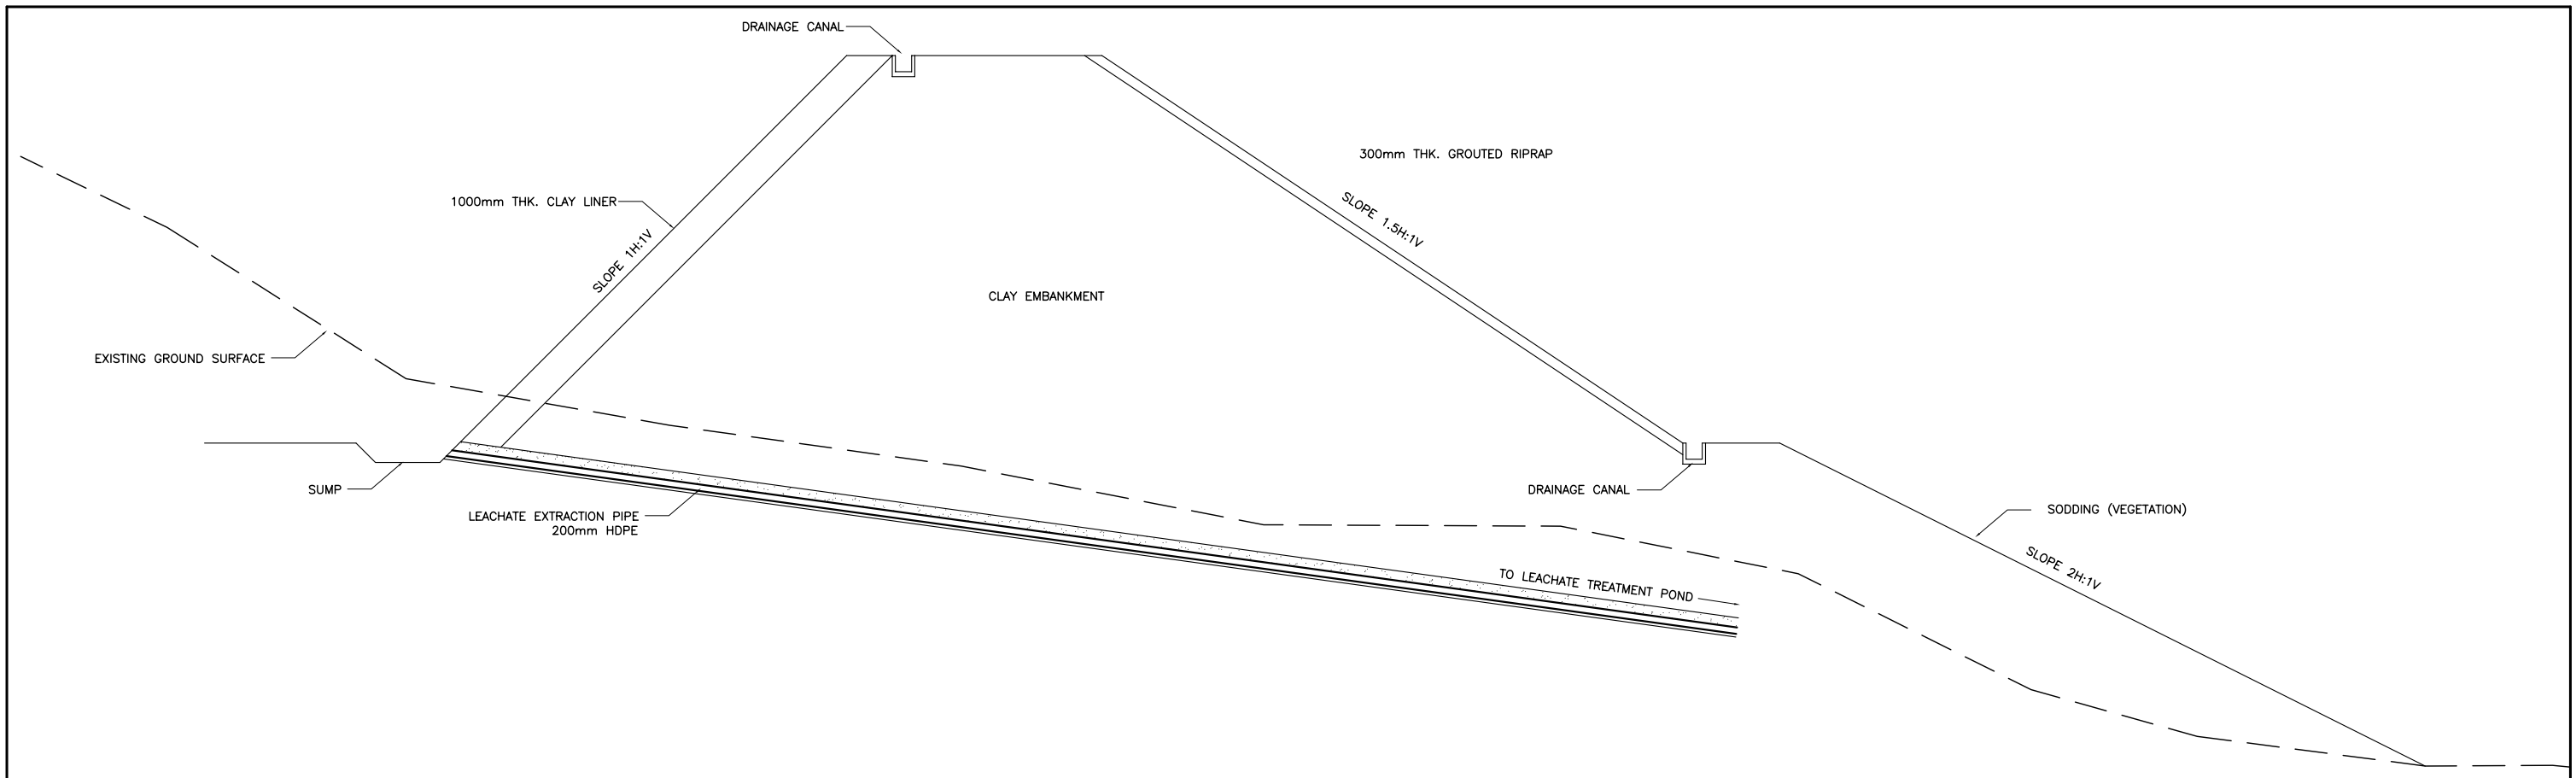 DRAINAGE CANAL
300mm THK. GROUTED RIPRAP
1000mm THK. CLAY LINER
SLOPE 1.5H:1V
SLOPE 1H:1V
CLAY EMBANKMENT
EXISTING GROUND SURFACE
SUMP
DRAINAGE CANAL
LEACHATE EXTRACTION PIPE
200mm HDPE
SODDING (VEGETATION)
SLOPE 2H:1V
TO LEACHATE TREATMENT POND